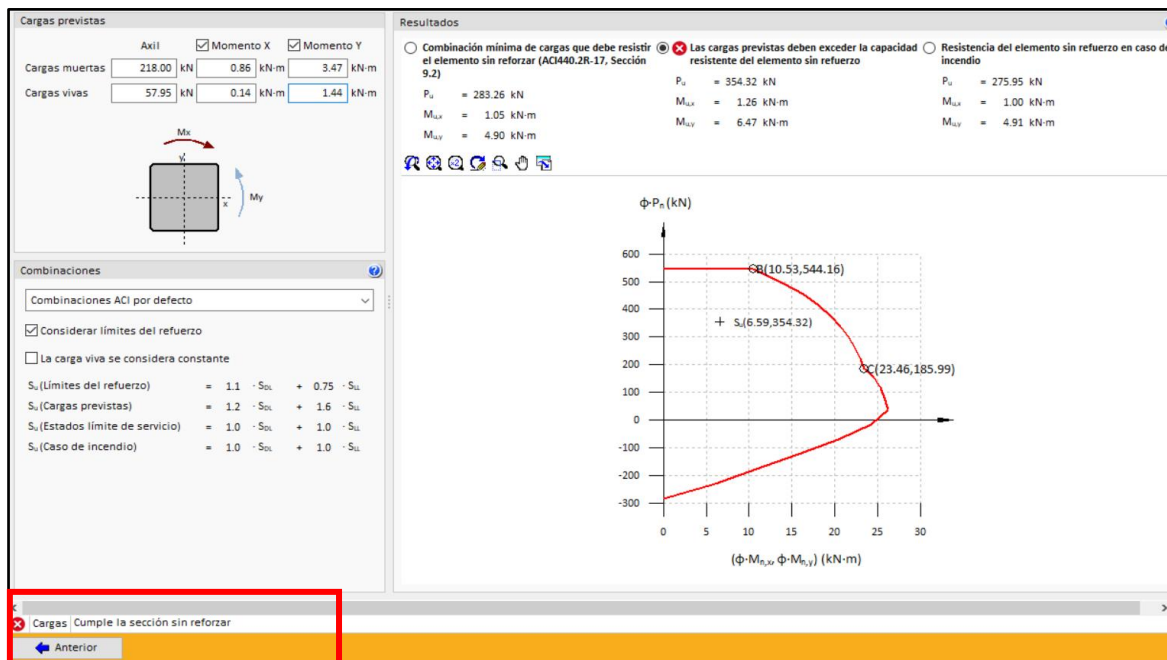 Cargas previstas
Axil Momento X Momento Y
Cargas muertas 218.00 kN 0.86 kN·m 3.47 kN·m
Cargas vivas 57.95 kN 0.14 kN·m 1.44 kN·m
Mx
y
x
My
Combinaciones
Combinaciones ACI por defecto
Considerar límites del refuerzo
La carga viva se considera constante
Su (Límites del refuerzo) = 1.1 · SDL + 0.75 · SLL
Su (Cargas previstas) = 1.2 · SDL + 1.6 · SLL
Su (Estados límite de servicio) = 1.0 · SDL + 1.0 · SLL
Su (Caso de incendio) = 1.0 · SDL + 1.0 · SLL
Resultados
Combinación mínima de cargas que debe resistir
el elemento sin reforzar (ACI440.2R-17, Sección
9.2)
Pu = 283.26 kN
Mu,x = 1.05 kN·m
Mu,y = 4.90 kN·m
Las cargas previstas deben exceder la capacidad
resistente del elemento sin refuerzo
Pu = 354.32 kN
Mu,x = 1.26 kN·m
Mu,y = 6.47 kN·m
Resistencia del elemento sin refuerzo en caso de
incendio
Pu = 275.95 kN
Mu,x = 1.00 kN·m
Mu,y = 4.91 kN·m
ϕ·Pn (kN)
600
500
400
300
200
100
0
-100
-200
-300
B(10.53,544.16)
Su(6.59,354.32)
C(23.46,185.99)
0 5 10 15 20 25 30
(ϕ·Mn,x, ϕ·Mn,y) (kN·m)
Cargas Cumple la sección sin reforzar
Anterior